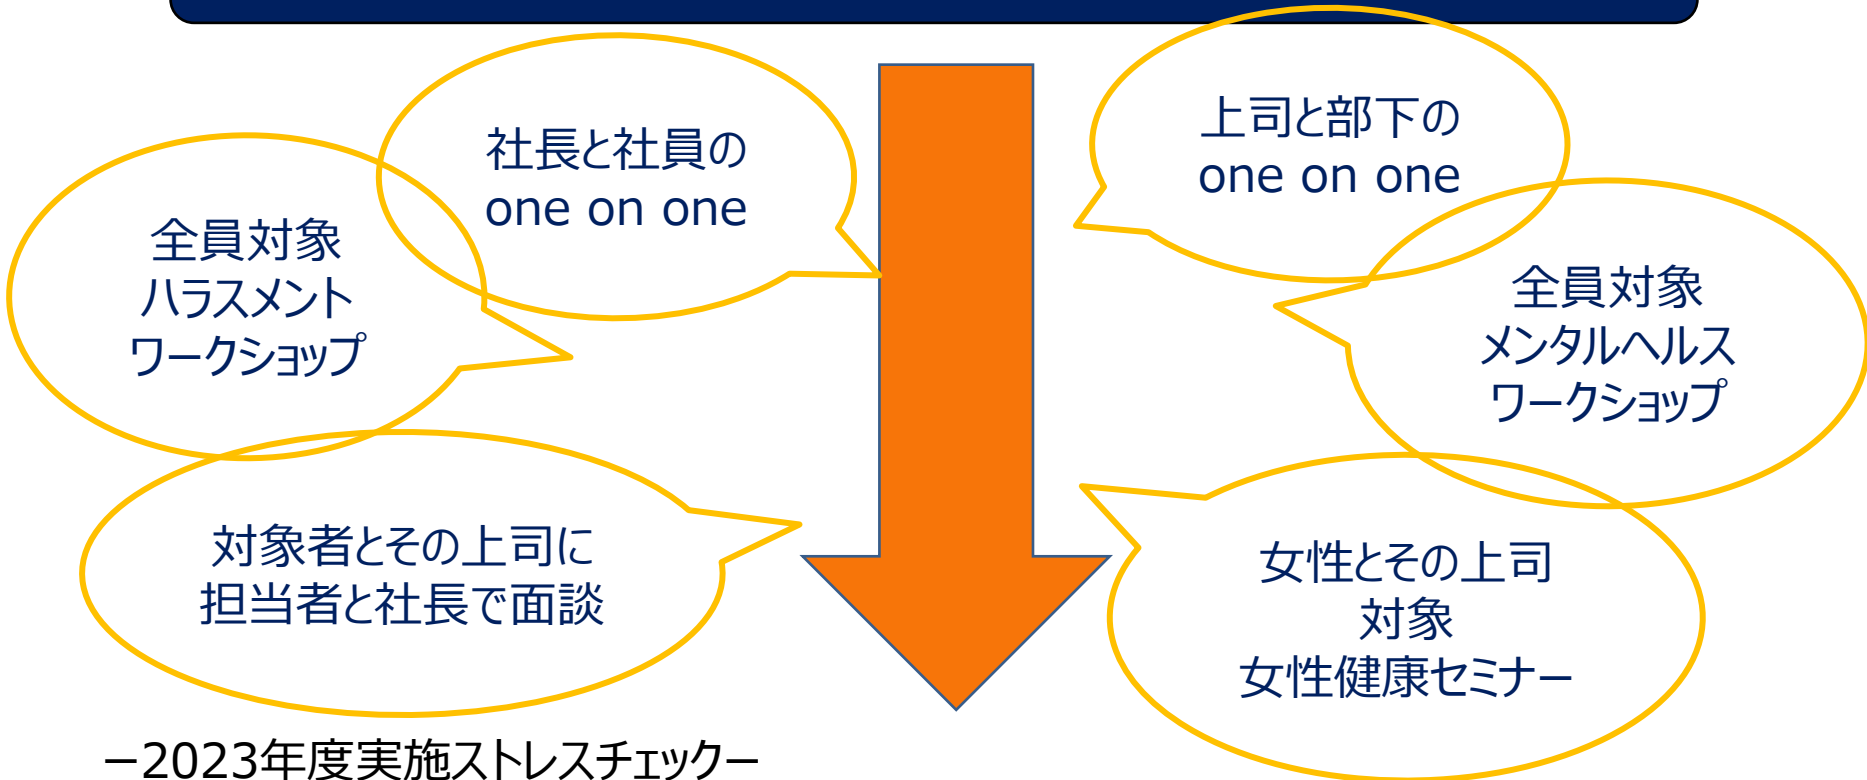 社長と社員の
one on one
上司と部下の
one on one
全員対象
ハラスメント
ワークショップ
全員対象
メンタルヘルス
ワークショップ
対象者とその上司に
担当者と社長で面談
女性とその上司
対象
女性健康セミナー
ー2023年度実施ストレスチェックー